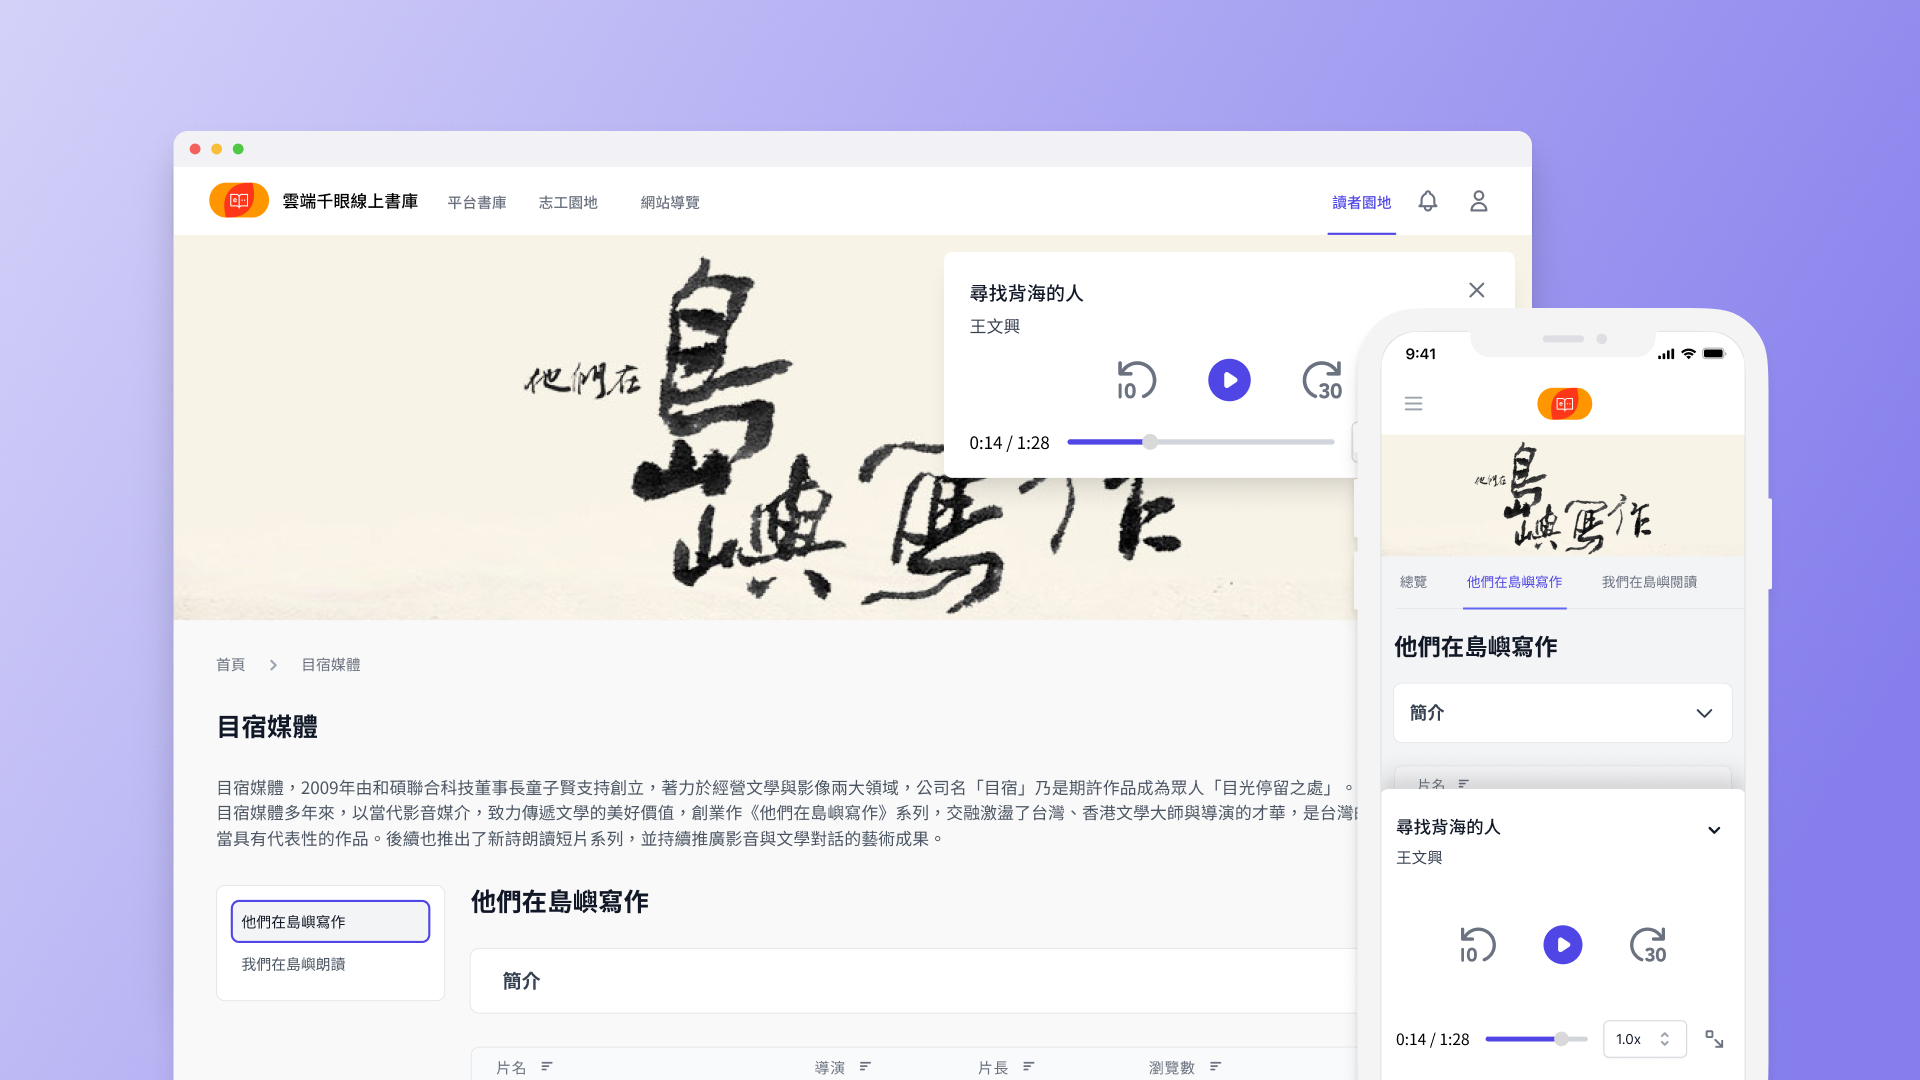 雲端千眼線上書庫
平台書庫
志工園地
網站導覽
讀者園地
他們在
島
嶼
寫作
尋找背海的人
王文興
10
30
0:14 / 1:28
首頁
目宿媒體
目宿媒體
目宿媒體，2009年由和碩聯合科技董事長童子賢支持創立，著力於經營文學與影像兩大領域，公司名「目宿」乃是期許作品成為眾人「目光停留之處」。
目宿媒體多年來，以當代影音媒介，致力傳遞文學的美好價值，創業作《他們在島嶼寫作》系列，交融激盪了台灣、香港文學大師與導演的才華，是台灣
當具有代表性的作品。後續也推出了新詩朗讀短片系列，並持續推廣影音與文學對話的藝術成果。
他們在島嶼寫作
我們在島嶼朗讀
他們在島嶼寫作
簡介
片名
導演
片長
瀏覽數
9:41
他們在
島
嶼
寫作
總覽
他們在島嶼寫作
我們在島嶼閱讀
他們在島嶼寫作
簡介
片名
尋找背海的人
王文興
10
30
0:14 / 1:28
1.0x